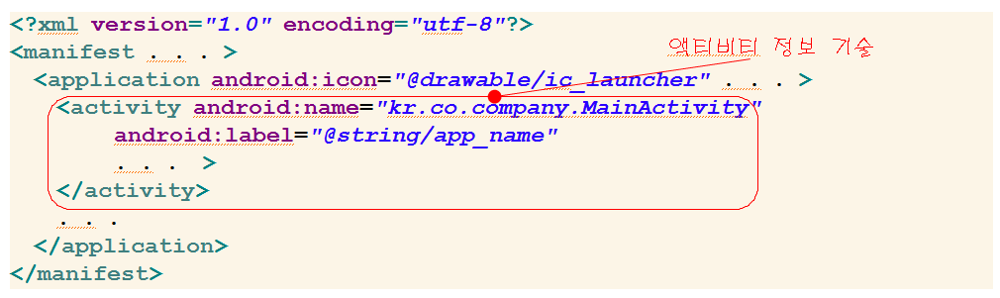 <?xml version="1.0" encoding="utf-8"?>
<manifest . . . >
액티비티 정보 기술
<application android:icon="@drawable/ic_launcher" . . . >
<activity android:name="kr.co.company.MainActivity"
android:label="@string/app_name"
. . . >
</activity>
. . .
</application>
</manifest>